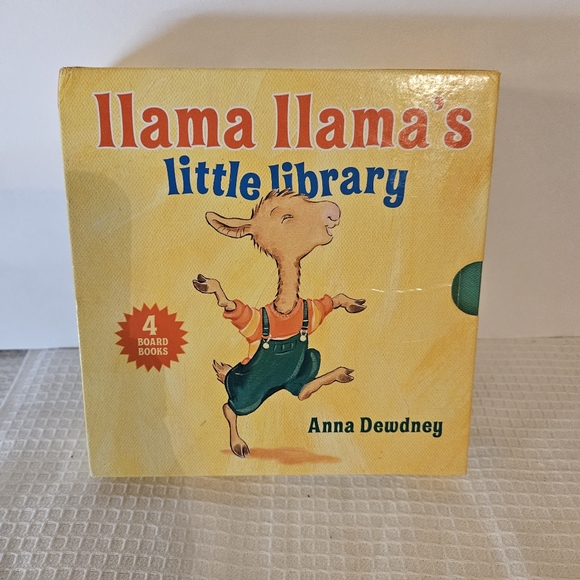 llama llama's
little library
4
BOARD
BOOKS
Anna Dewdney